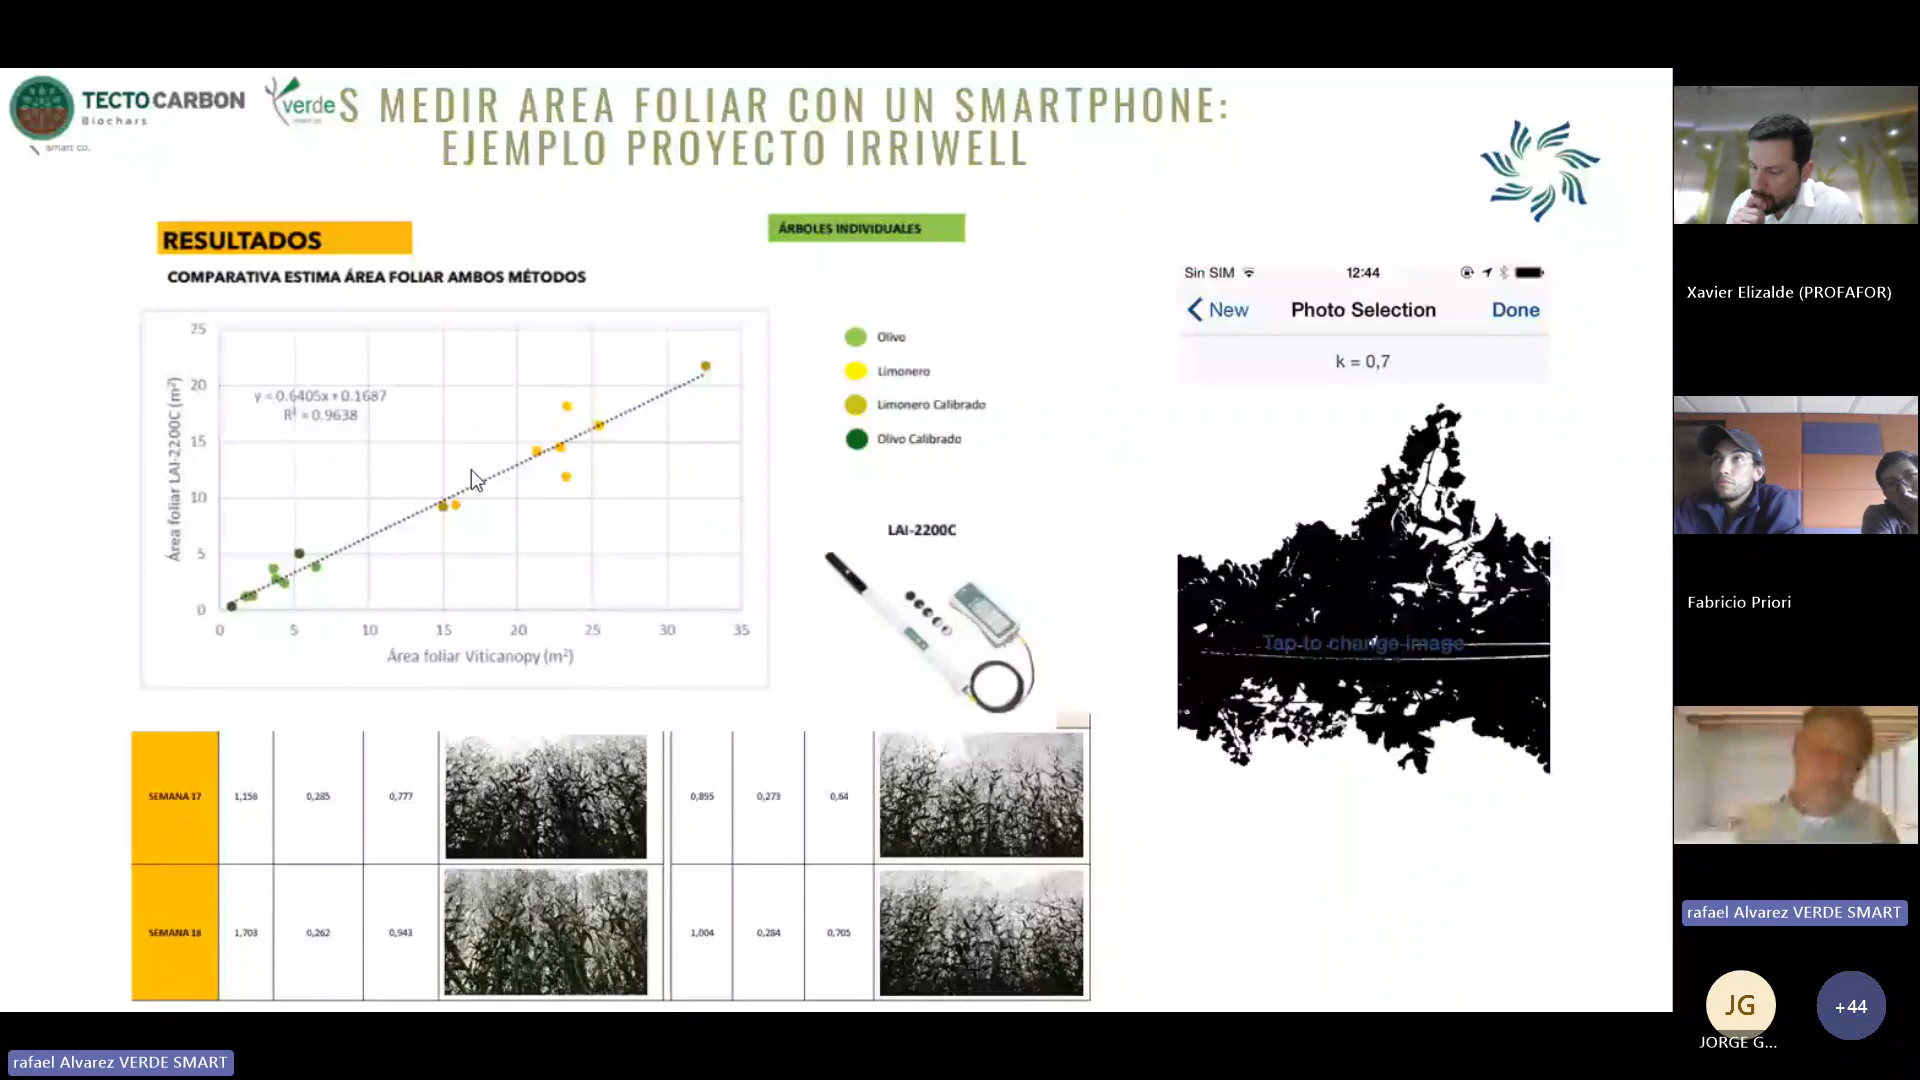 TECTOCARBON
Biochars
smart co.
verde
S MEDIR AREA FOLIAR CON UN SMARTPHONE:
EJEMPLO PROYECTO IRRIWELL
RESULTADOS
COMPARATIVA ESTIMA ÁREA FOLIAR AMBOS MÉTODOS
ÁRBOLES INDIVIDUALES
Área foliar LAI-2200C (m²)
25
20
15
10
5
0
y = 0.6405x + 0.1687
R² = 0.9638
0 5 10 15 20 25 30 35
Área foliar Viticanopy (m²)
Olivo
Limonero
Limonero Calibrado
Olivo Calibrado
LAI-2200C
Sin SIM 12:44
New Photo Selection Done
k = 0,7
Tap to change image
SEMANA 17 1,158 0,285 0,777 0,895 0,273 0,64
SEMANA 18 1,703 0,262 0,943 1,004 0,284 0,705
Xavier Elizalde (PROFAFOR)
Fabricio Priori
rafael Alvarez VERDE SMART
JG
+44
JORGE G...
rafael Alvarez VERDE SMART